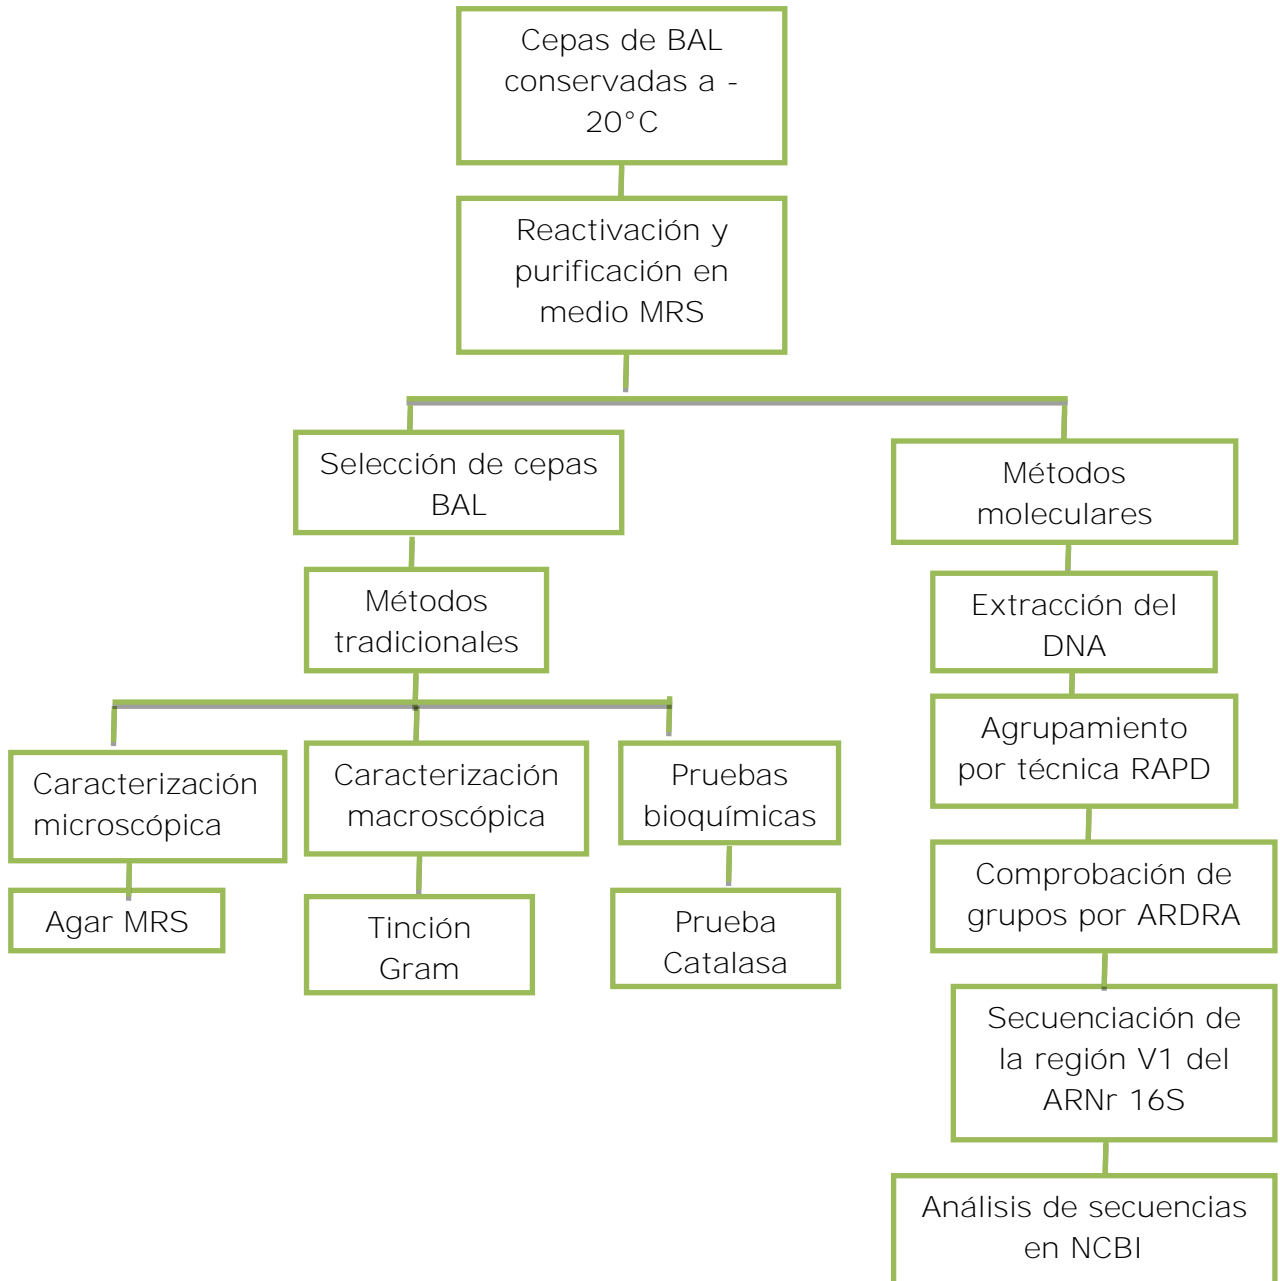 Cepas de BAL
conservadas a -
20°C
Reactivación y
purificación en
medio MRS
Selección de cepas
BAL
Métodos
moleculares
Métodos
tradicionales
Extracción del
DNA
Agrupamiento
por técnica RAPD
Caracterización
microscópica
Caracterización
macroscópica
Pruebas
bioquímicas
Comprobación de
grupos por ARDRA
Agar MRS
Tinción
Gram
Prueba
Catalasa
Secuenciación de
la región V1 del
ARNr 16S
Análisis de secuencias
en NCBI